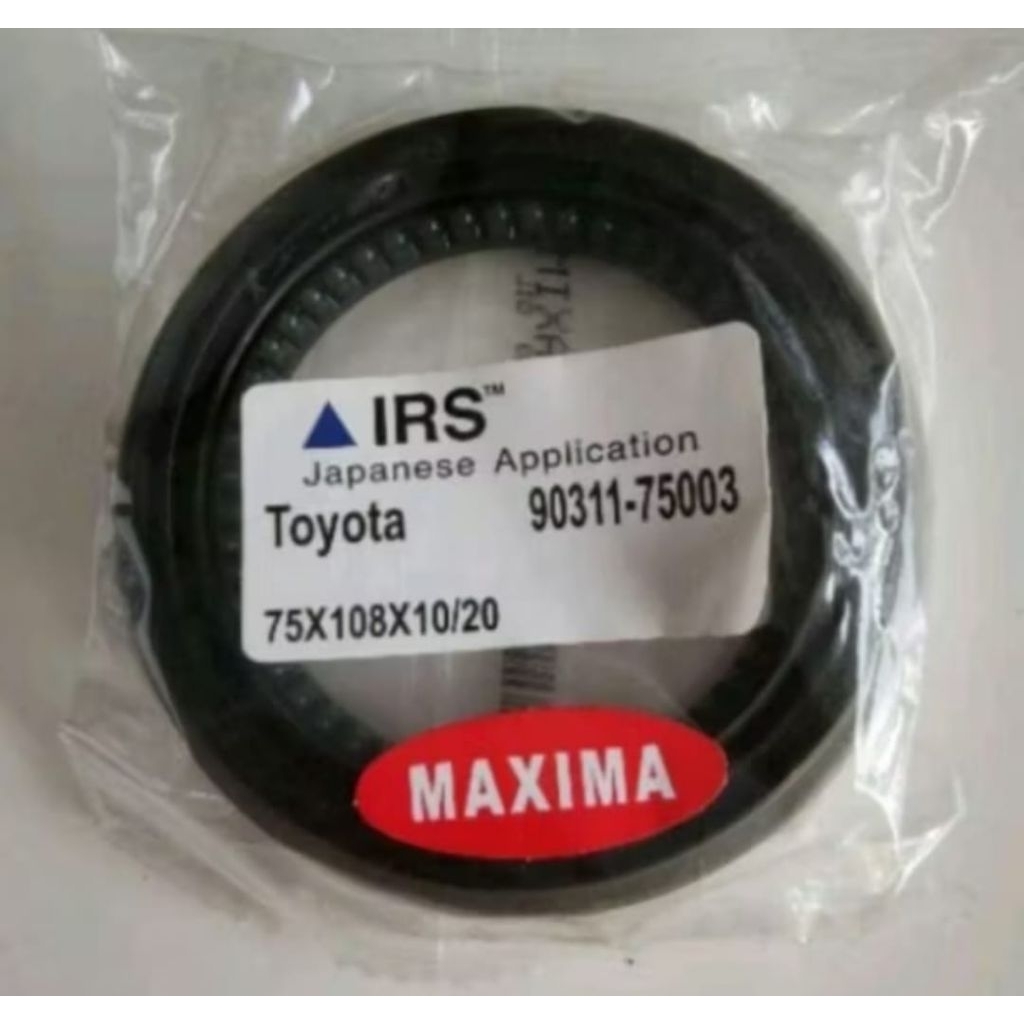 IRS™
Japanese Application
Toyota 90311-75003
75X108X10/20
MAXIMA